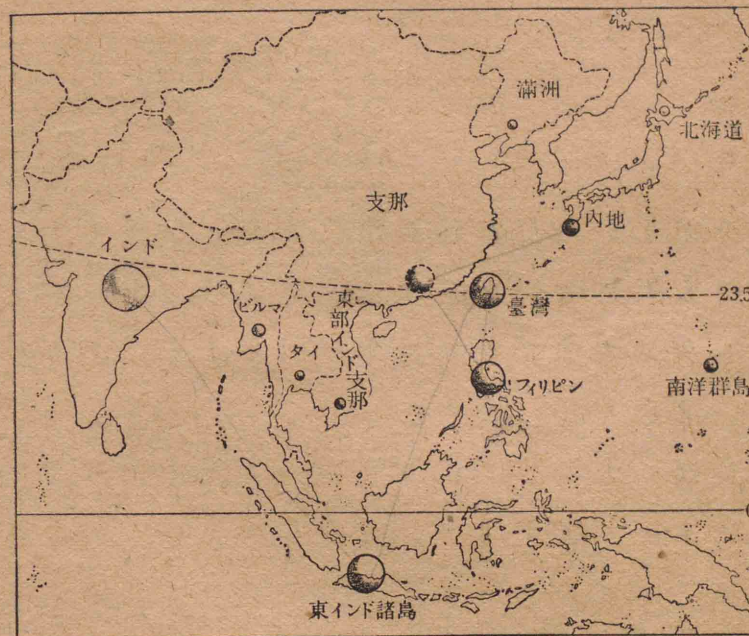 滿洲
北海道
支那
內地
インド
23.5
ビルマ
臺灣
東部インド支那
タイ
フィリピン
南洋群島
東インド諸島